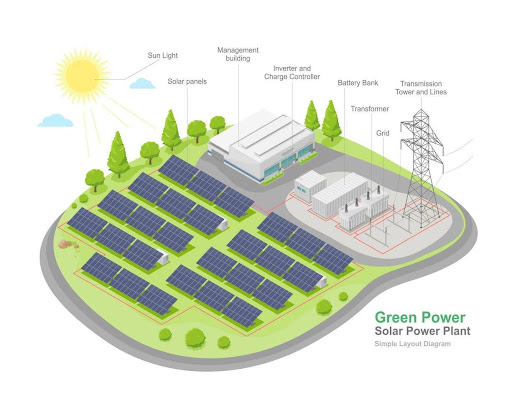 Sun Light
Management
building
Solar panels
Inverter and
Charge Controller
Battery Bank
Transmission
Tower and Lines
Transformer
Grid
Green Power
Solar Power Plant
Simple Layout Diagram